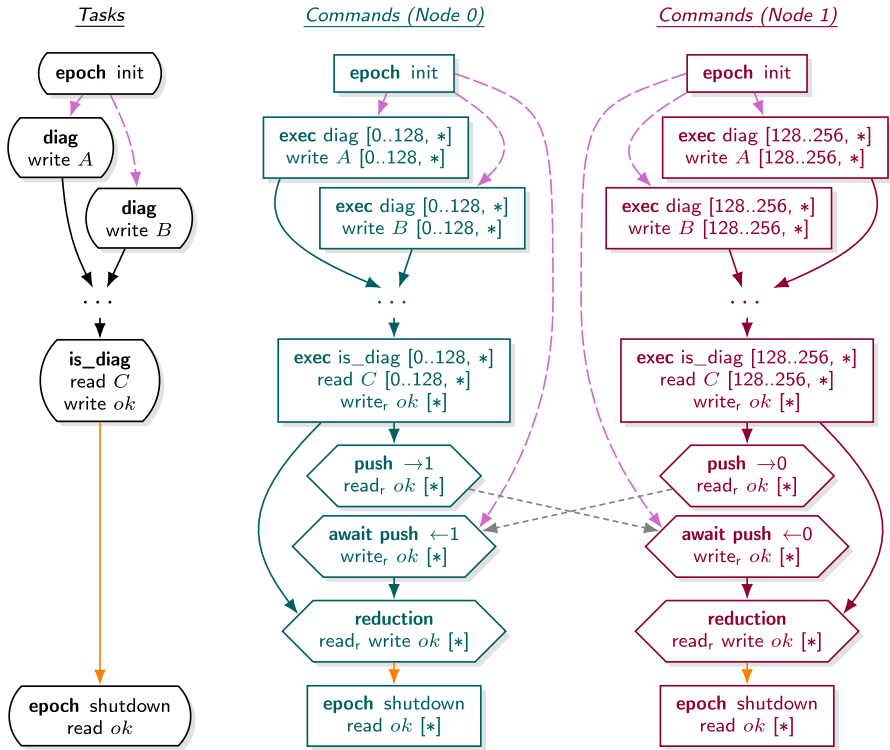 Tasks
epoch init
diag
write A
diag
write B
. . .
is_diag
read C
write ok
epoch shutdown
read ok
Commands (Node 0)
epoch init
exec diag [0..128, *]
write A [0..128, *]
exec diag [0..128, *]
write B [0..128, *]
. . .
exec is_diag [0..128, *]
read C [0..128, *]
writeᵣ ok [*]
push →1
readᵣ ok [*]
await push ←1
writeᵣ ok [*]
reduction
readᵣ write ok [*]
epoch shutdown
read ok [*]
Commands (Node 1)
epoch init
exec diag [128..256, *]
write A [128..256, *]
exec diag [128..256, *]
write B [128..256, *]
. . .
exec is_diag [128..256, *]
read C [128..256, *]
writeᵣ ok [*]
push →0
readᵣ ok [*]
await push ←0
writeᵣ ok [*]
reduction
readᵣ write ok [*]
epoch shutdown
read ok [*]